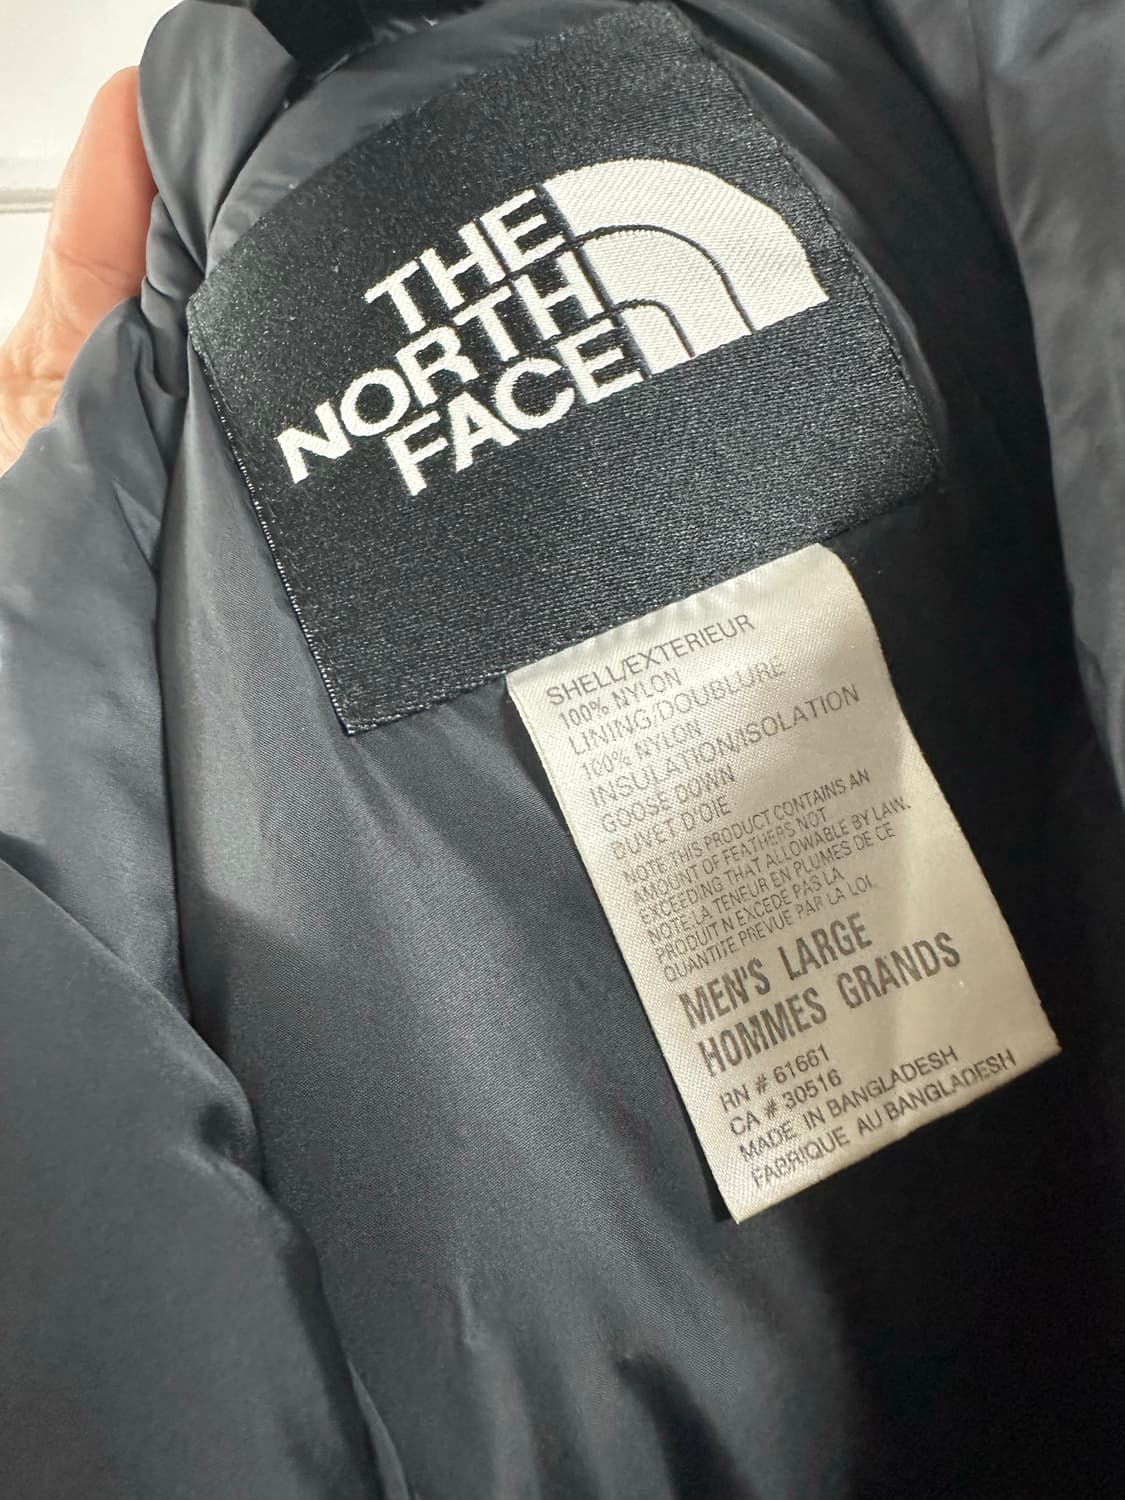 THE
NORTH
FACE
SHELL/EXTERIEUR
100% NYLON
LINING/DOUBLURE
100% NYLON
INSULATION/ISOLATION
GOOSE DOWN
DUVET D'OIE
NOTE THIS PRODUCT CONTAINS AN
AMOUNT OF FEATHERS NOT
EXCEEDING THAT ALLOWABLE BY LAW.
NOTE-LA TENEUR EN PLUMES DE CE
PRODUIT N EXCEDE PAS LA
QUANTITE PREVUE PAR LA LOI.
MEN'S LARGE
HOMMES GRANDS
RN # 61661
CA # 30516
MADE IN BANGLADESH
FABRIQUE AU BANGLADESH